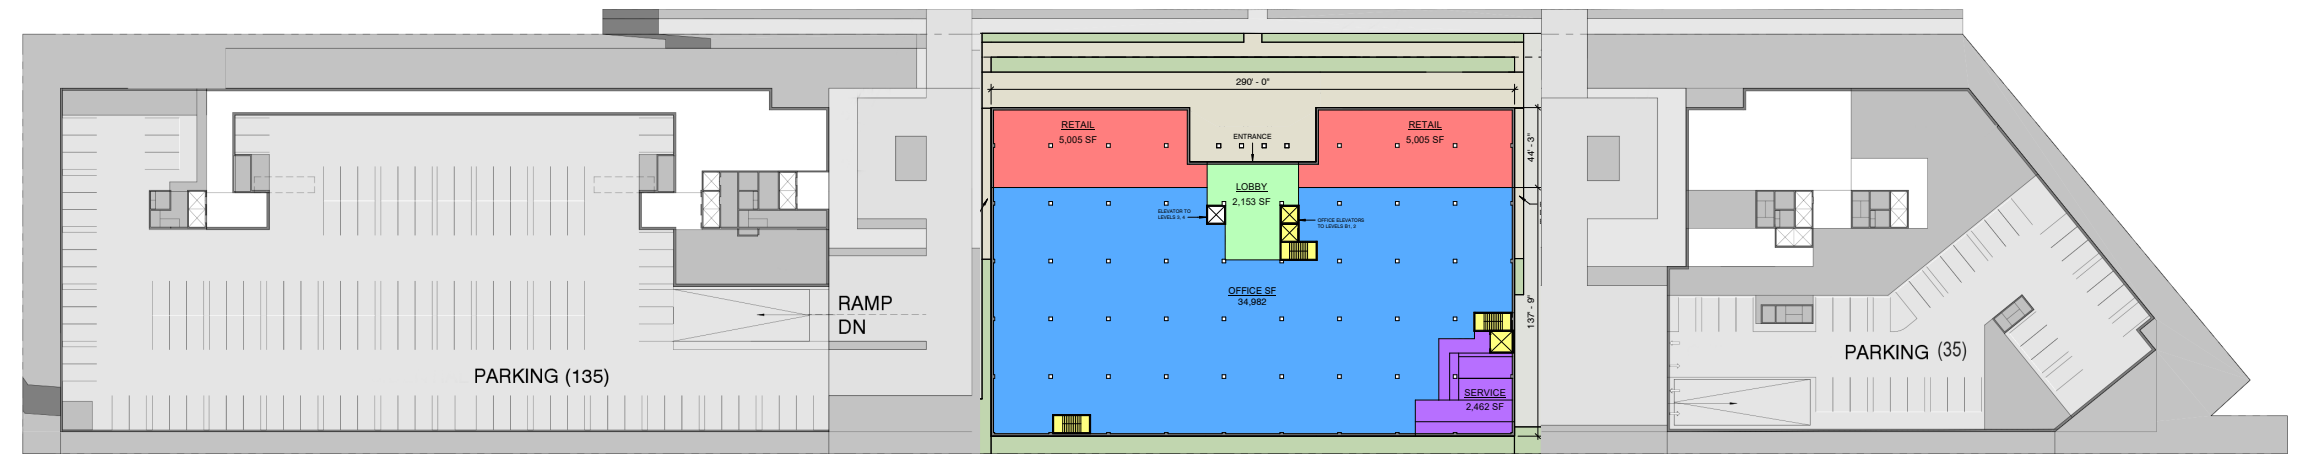 290' - 0"
RETAIL
5,005 SF
ENTRANCE
RETAIL
5,005 SF
44' - 3"
LOBBY
2,153 SF
ELEVATOR TO
LEVELS 3, 4
OFFICE ELEVATORS
TO LEVELS B1, 2
OFFICE SF
34,982
137' - 9"
RAMP
DN
PARKING (135)
PARKING (35)
SERVICE
2,462 SF